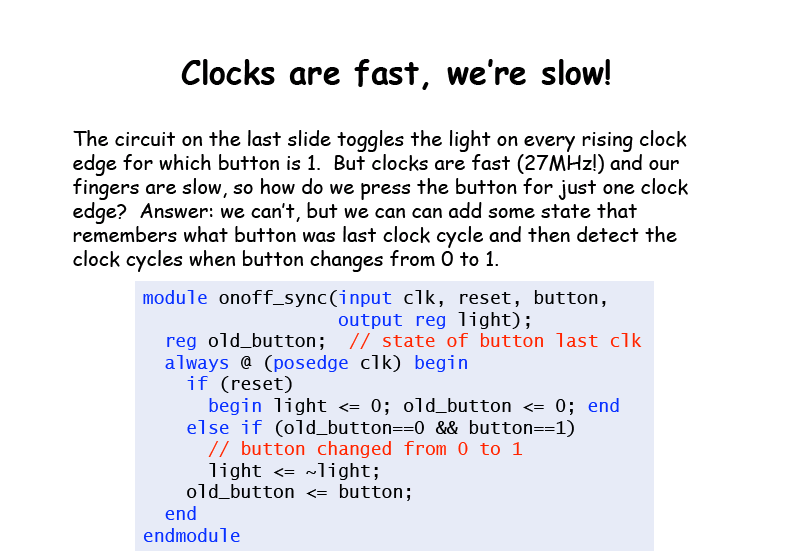 Clocks are fast, we're slow!
The circuit on the last slide toggles the light on every rising clock
edge for which button is 1.  But clocks are fast (27MHz!) and our
fingers are slow, so how do we press the button for just one clock
edge?  Answer: we can't, but we can can add some state that
remembers what button was last clock cycle and then detect the
clock cycles when button changes from 0 to 1.
module onoff_sync(input clk, reset, button,
                  output reg light);
  reg old_button;  // state of button last clk
  always @ (posedge clk) begin
    if (reset)
      begin light <= 0; old_button <= 0; end
    else if (old_button==0 && button==1)
      // button changed from 0 to 1
      light <= ~light;
    old_button <= button;
  end
endmodule